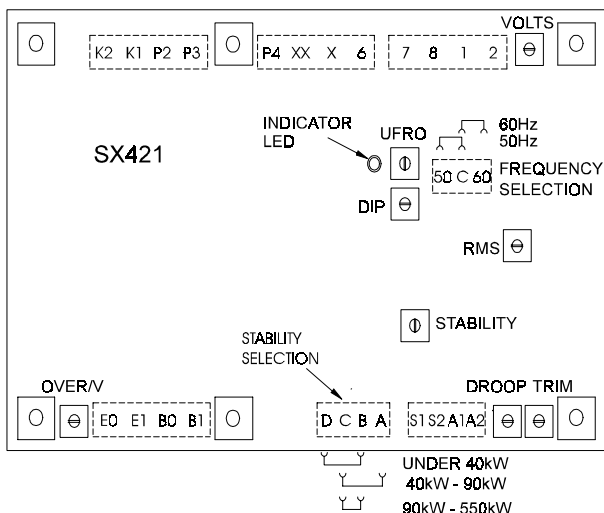 VOLTS
K2 K1 P2 P3
P4 XX X 6
7 8 1 2
SX421
INDICATOR
LED
UFRO
60Hz
50Hz
50 C 60
FREQUENCY
SELECTION
DIP
RMS
STABILITY
STABILITY
SELECTION
OVER/V
DROOP TRIM
E0 E1 B0 B1
D C B A
S1 S2 A1 A2
UNDER 40kW
40kW - 90kW
90kW - 550kW